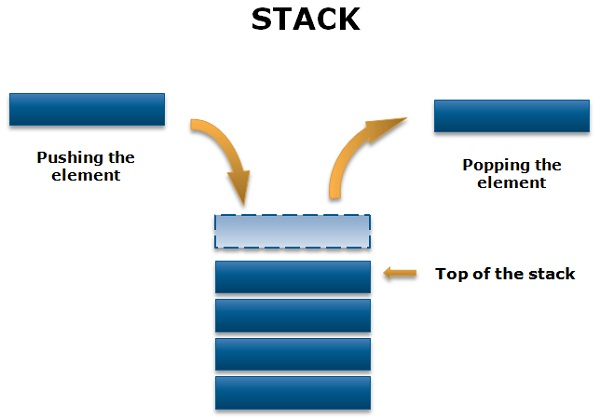 STACK
Pushing the
element
Popping the
element
Top of the stack